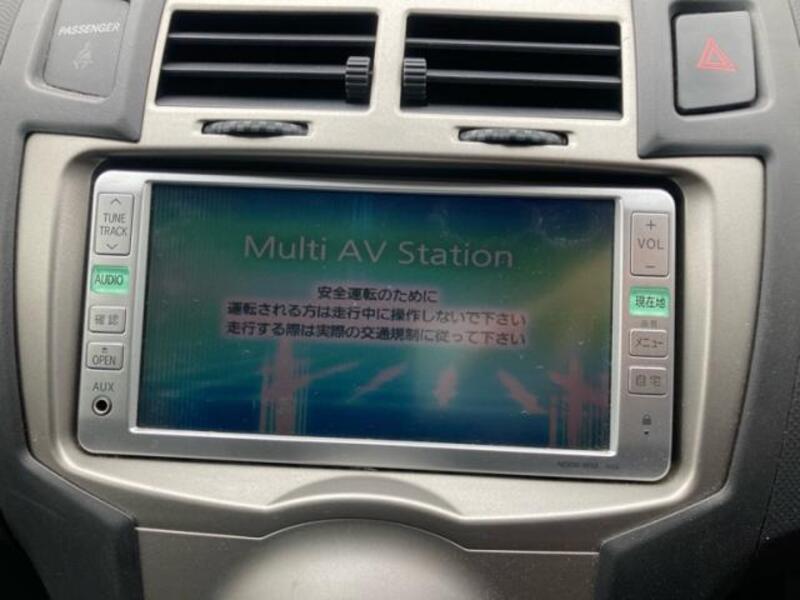 PASSENGER
TUNE
TRACK
AUDIO
確認
OPEN
AUX
Multi AV Station
安全運転のために
運転される方は走行中に操作しないで下さい
走行する際は実際の交通規制に従って下さい
+
VOL
−
現在地
メニュー
自宅